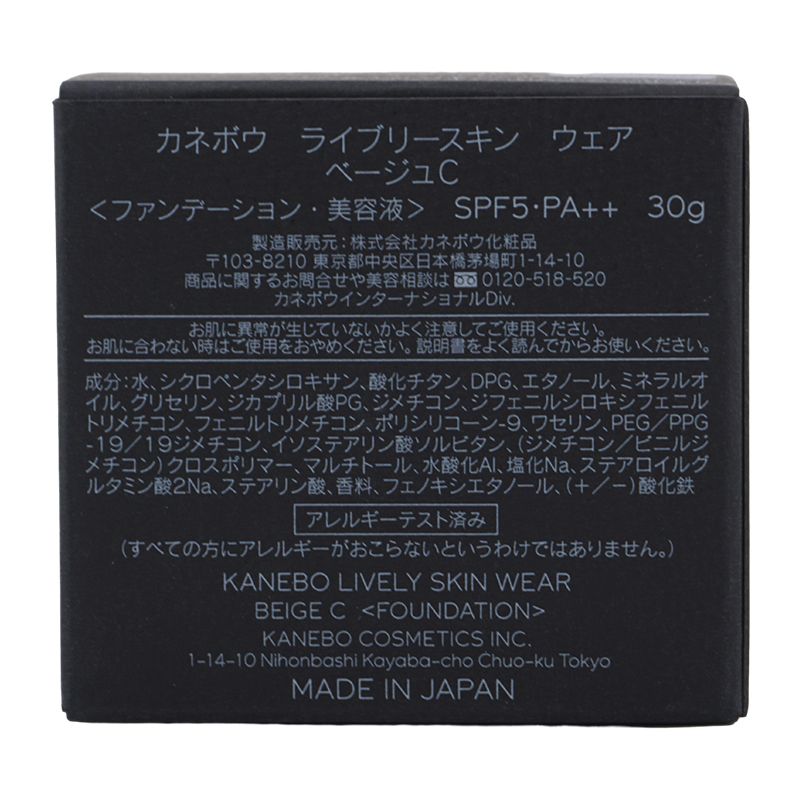 カネボウ　ライブリースキン　ウェア
ベージュC
<ファンデーション・美容液>　SPF5・PA++　30g
製造販売元：株式会社カネボウ化粧品
〒103-8210 東京都中央区日本橋茅場町1-14-10
商品に関するお問合せや美容相談は 0120-518-520
カネボウインターナショナルDiv.
お肌に異常が生じていないかよく注意してご使用ください。
お肌に合わない時はご使用をおやめください。説明書をよく読んでからお使いください。
成分：水、シクロペンタシロキサン、酸化チタン、DPG、エタノール、ミネラルオ
イル、グリセリン、ジカプリル酸PG、ジメチコン、ジフェニルシロキシフェニル
トリメチコン、フェニルトリメチコン、ポリシリコーン-9、ワセリン、PEG／PPG
-19／19ジメチコン、イソステアリン酸ソルビタン、（ジメチコン／ビニルジ
メチコン）クロスポリマー、マルチトール、水酸化Al、塩化Na、ステアロイルグ
ルタミン酸2Na、ステアリン酸、香料、フェノキシエタノール、（+／-）酸化鉄
アレルギーテスト済み
（すべての方にアレルギーがおこらないというわけではありません。）
KANEBO LIVELY SKIN WEAR
BEIGE C <FOUNDATION>
KANEBO COSMETICS INC.
1-14-10 Nihonbashi Kayaba-cho Chuo-ku Tokyo
MADE IN JAPAN